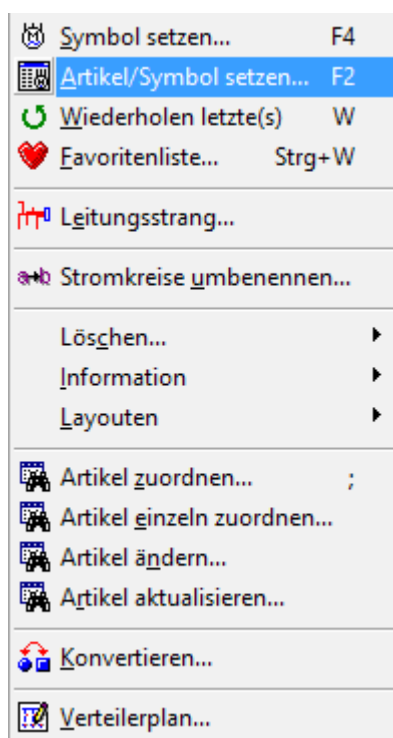 Symbol setzen... F4
Artikel/Symbol setzen... F2
Wiederholen letzte(s) W
Favoritenliste... Strg+W
Leitungsstrang...
a→b Stromkreise umbenennen...
Löschen...
Information
Layouten
Artikel zuordnen... ;
Artikel einzeln zuordnen...
Artikel ändern...
Artikel aktualisieren...
Konvertieren...
Verteilerplan...